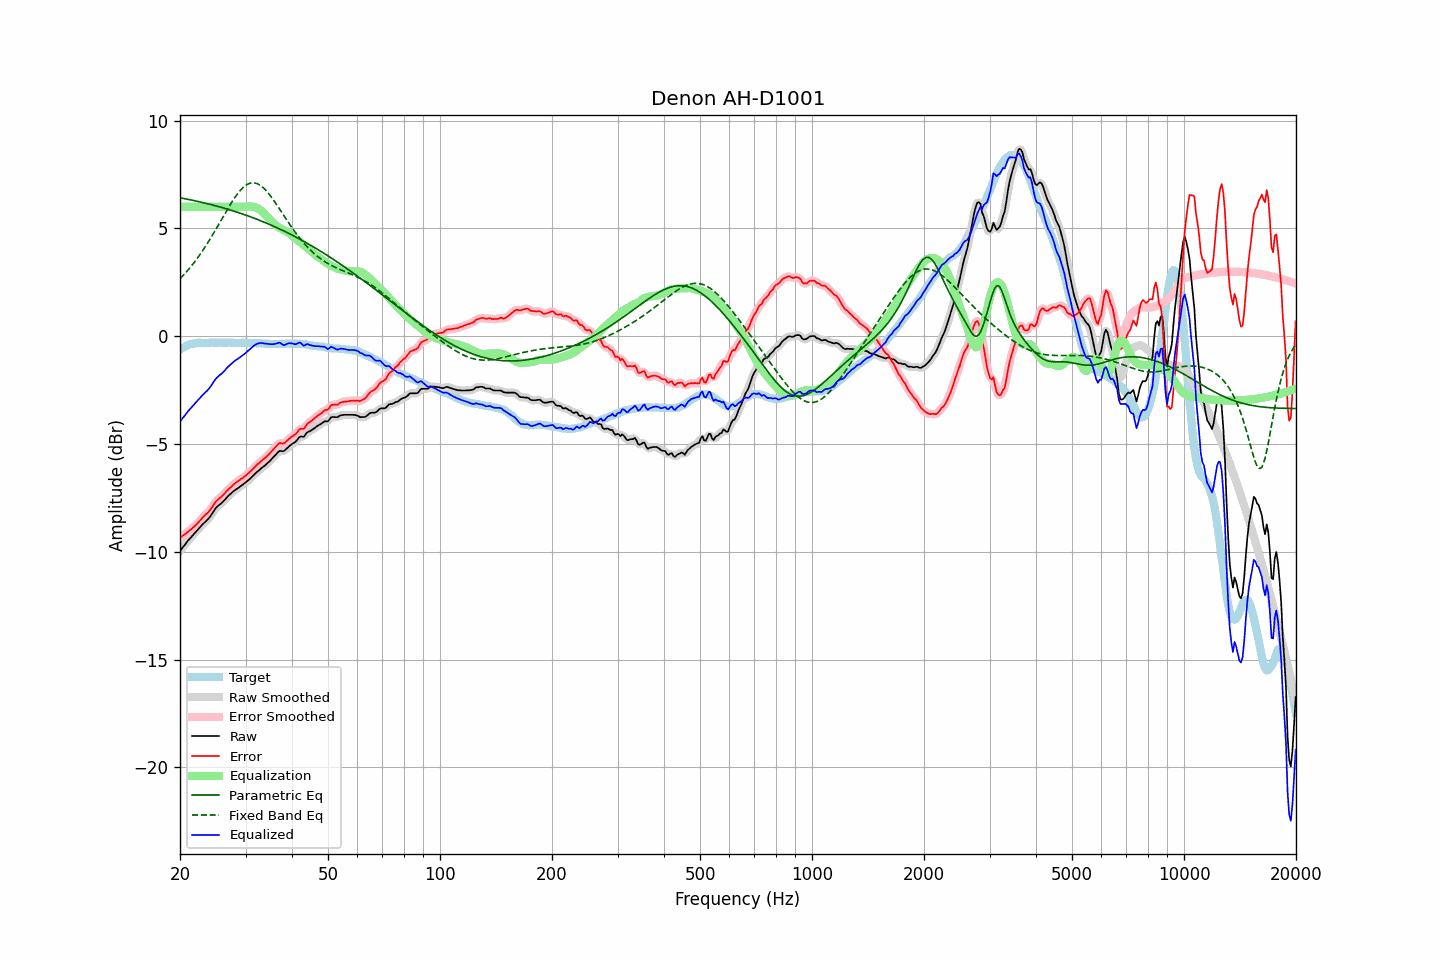 Denon AH-D1001
10
5
0
−5
−10
−15
−20
Amplitude (dBr)
Target
Raw Smoothed
Error Smoothed
Raw
Error
Equalization
Parametric Eq
Fixed Band Eq
Equalized
20 50 100 200 500 1000 2000 5000 10000 20000
Frequency (Hz)